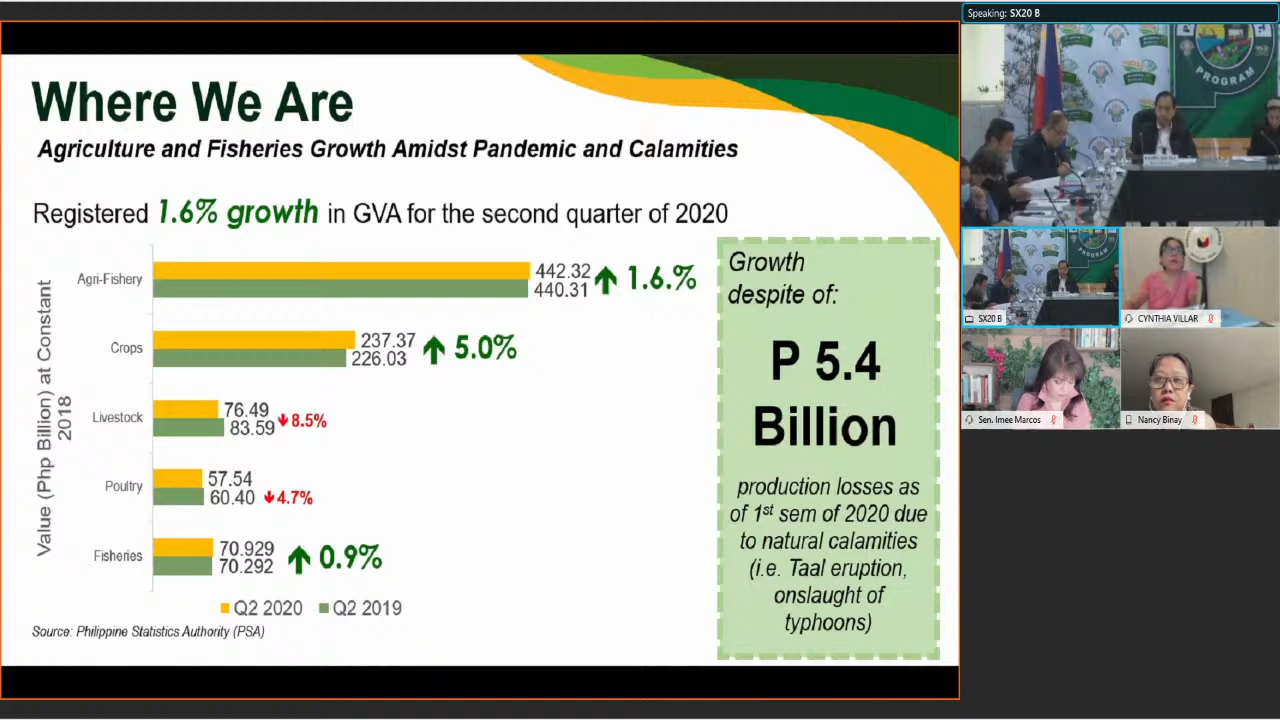 Where We Are
Agriculture and Fisheries Growth Amidst Pandemic and Calamities
Registered 1.6% growth in GVA for the second quarter of 2020
Value (Php Billion) at Constant
2018
Agri-Fishery
442.32
440.31
1.6.%
Crops
237.37
226.03
5.0%
Livestock
76.49
83.59
8.5%
Poultry
57.54
60.40
4.7%
Fisheries
70.929
70.292
0.9%
Q2 2020
Q2 2019
Source: Philippine Statistics Authority (PSA)
Growth
despite of:
P 5.4
Billion
production losses as
of 1st sem of 2020 due
to natural calamities
(i.e. Taal eruption,
onslaught of
typhoons)
Speaking: SX20 B
PROGRAM
PROGRAM
SX20 B
CYNTHIA VILLAR
Sen. Imee Marcos
Nancy Binay